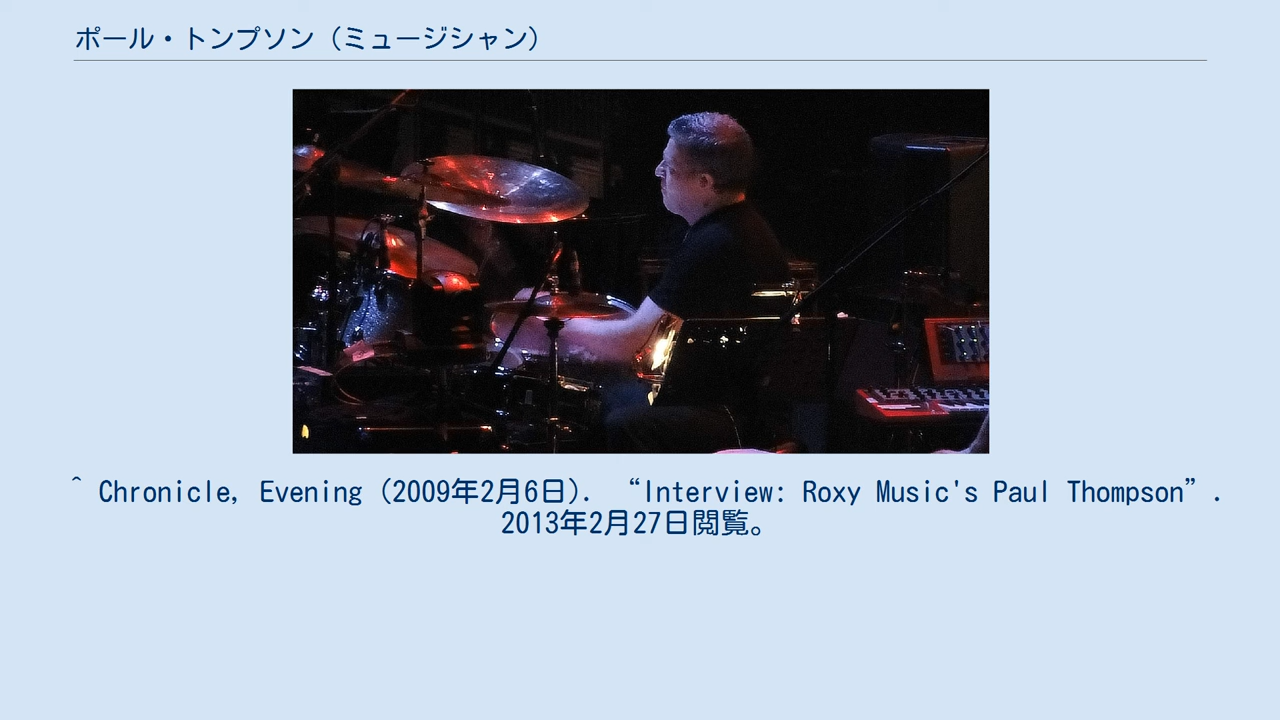 ポール・トンプソン（ミュージシャン）
^ Chronicle, Evening (2009年2月6日). “Interview: Roxy Music's Paul Thompson”.
2013年2月27日閲覧。